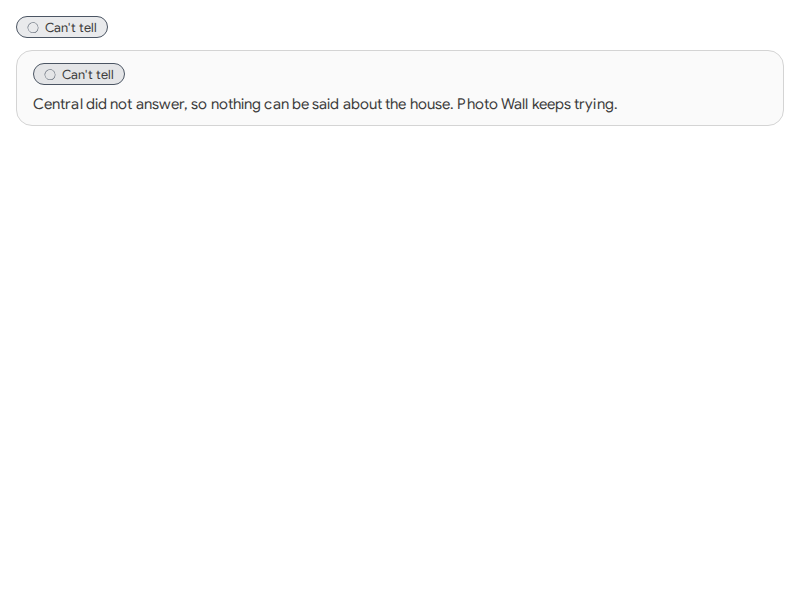 Can't tell
Can't tell
Central did not answer, so nothing can be said about the house. Photo Wall keeps trying.